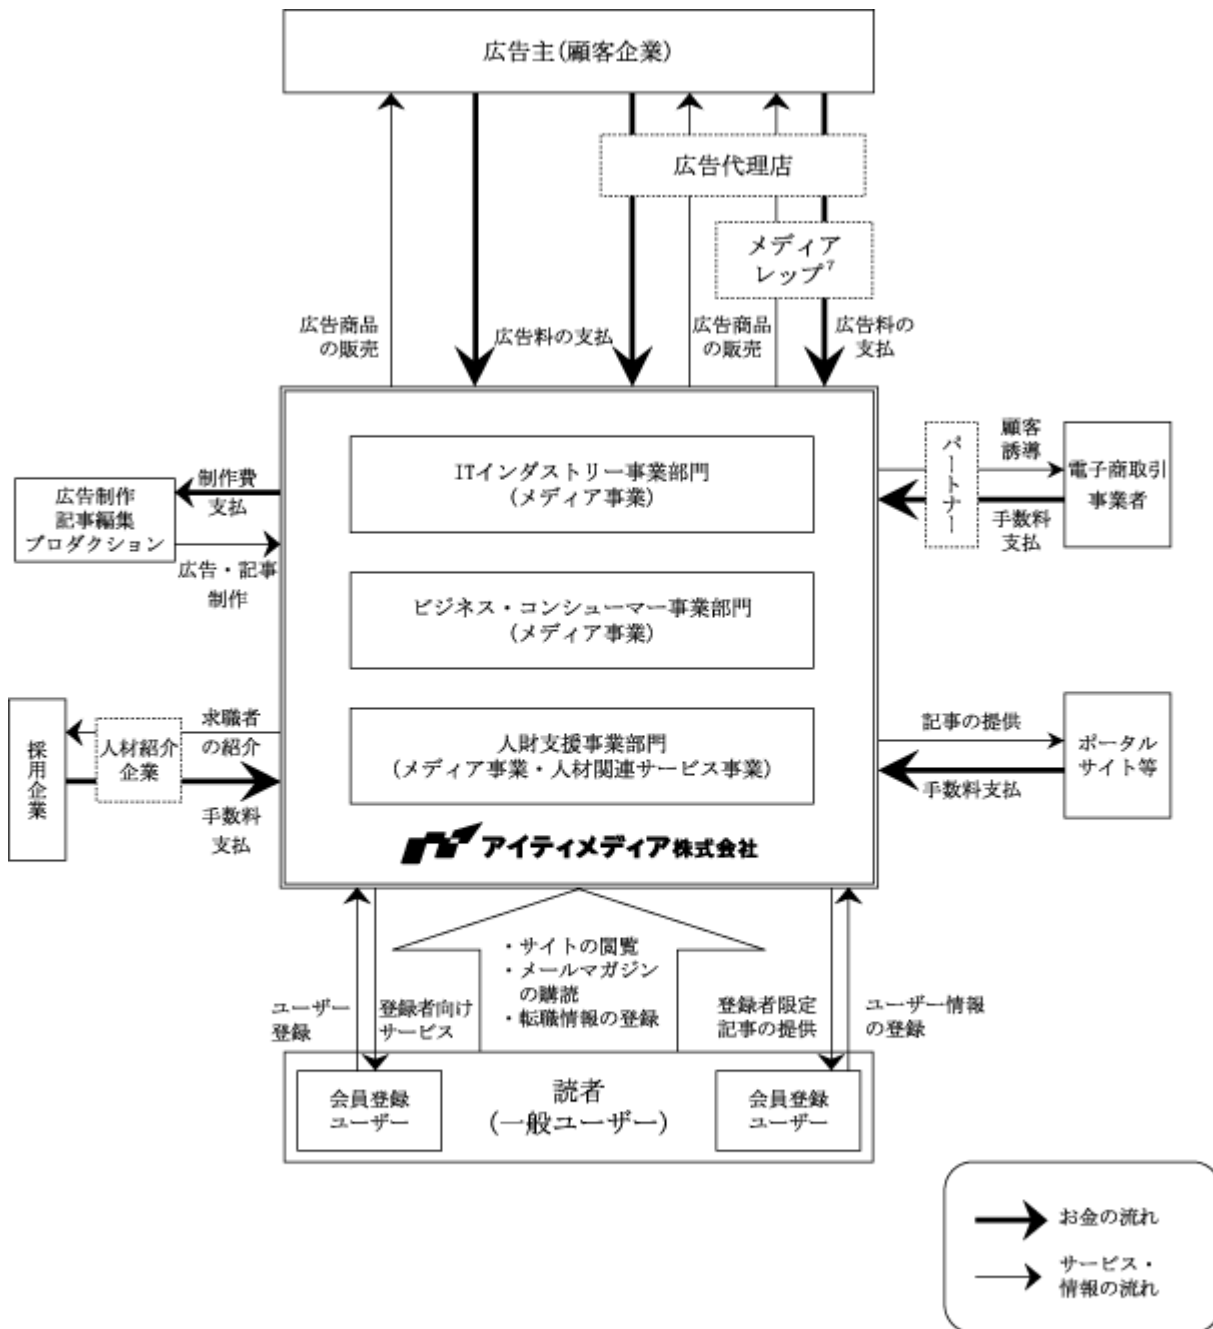 広告主(顧客企業)
広告代理店
メディア
レップ7
広告商品
の販売
広告料の支払
広告商品
の販売
広告料の
支払
ITインダストリー事業部門
(メディア事業)
ビジネス・コンシューマー事業部門
(メディア事業)
人財支援事業部門
(メディア事業・人材関連サービス事業)
アイティメディア株式会社
制作費
支払
広告制作
記事編集
プロダクション
広告・記事
制作
パートナー
顧客
誘導
電子商取引
事業者
手数料
支払
採用企業
人材紹介
企業
求職者
の紹介
手数料
支払
記事の提供
ポータル
サイト等
手数料支払
・サイトの閲覧
・メールマガジン
の購読
・転職情報の登録
ユーザー
登録
登録者向け
サービス
登録者限定
記事の提供
ユーザー情報
の登録
会員登録
ユーザー
読者
(一般ユーザー)
会員登録
ユーザー
お金の流れ
サービス・
情報の流れ